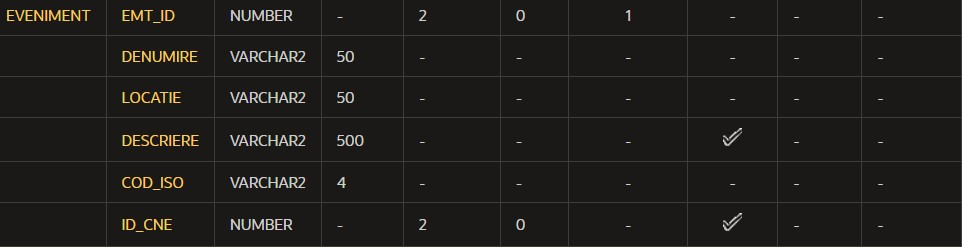 EVENIMENT EMT_ID NUMBER - 2 0 1 - - -
DENUMIRE VARCHAR2 50 - - - - - -
LOCATIE VARCHAR2 50 - - - - - -
DESCRIERE VARCHAR2 500 - - - ✓ - -
COD_ISO VARCHAR2 4 - - - - - -
ID_CNE NUMBER - 2 0 - ✓ - -